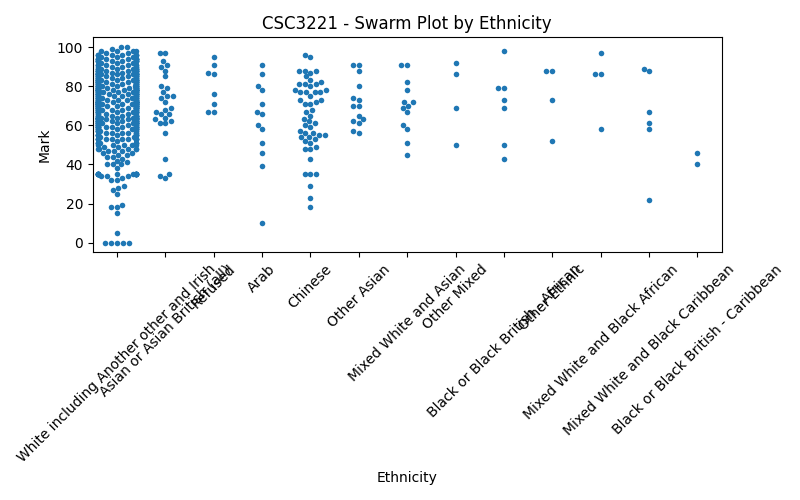 CSC3221 - Swarm Plot by Ethnicity
Mark
100
80
60
40
20
0
White including Another other and Irish
Asian or Asian British (all)
Refused
Arab
Chinese
Other Asian
Mixed White and Asian
Other Mixed
Black or Black British - African
Other Ethnic
Mixed White and Black African
Mixed White and Black Caribbean
Black or Black British - Caribbean
Ethnicity